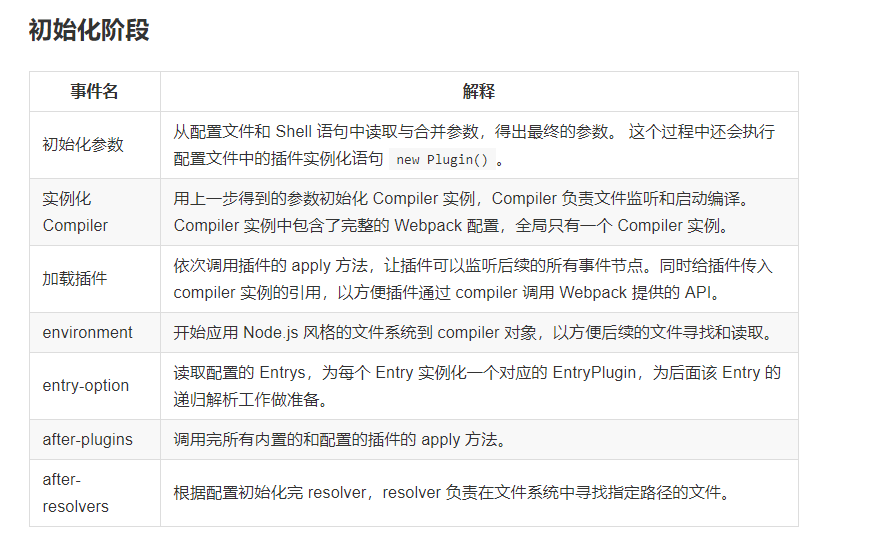 初始化阶段
事件名 解释
初始化参数
从配置文件和 Shell 语句中读取与合并参数，得出最终的参数。 这个过程中还会执行
配置文件中的插件实例化语句 new Plugin() 。
实例化
Compiler
用上一步得到的参数初始化 Compiler 实例，Compiler 负责文件监听和启动编译。
Compiler 实例中包含了完整的 Webpack 配置，全局只有一个 Compiler 实例。
加载插件
依次调用插件的 apply 方法，让插件可以监听后续的所有事件节点。同时给插件传入
compiler 实例的引用，以方便插件通过 compiler 调用 Webpack 提供的 API。
environment
开始应用 Node.js 风格的文件系统到 compiler 对象，以方便后续的文件寻找和读取。
entry-option
读取配置的 Entrys，为每个 Entry 实例化一个对应的 EntryPlugin，为后面该 Entry 的
递归解析工作做准备。
after-plugins
调用完所有内置的和配置的插件的 apply 方法。
after-
resolvers
根据配置初始化完 resolver，resolver 负责在文件系统中寻找指定路径的文件。